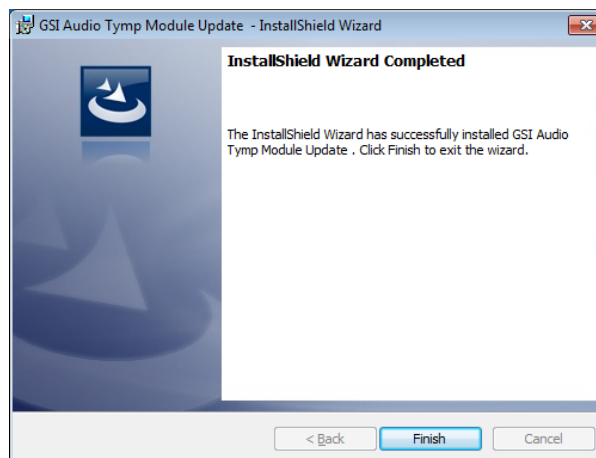 GSI Audio Tymp Module Update - InstallShield Wizard
InstallShield Wizard Completed
The InstallShield Wizard has successfully installed GSI Audio
Tymp Module Update . Click Finish to exit the wizard.
< Back
Finish
Cancel